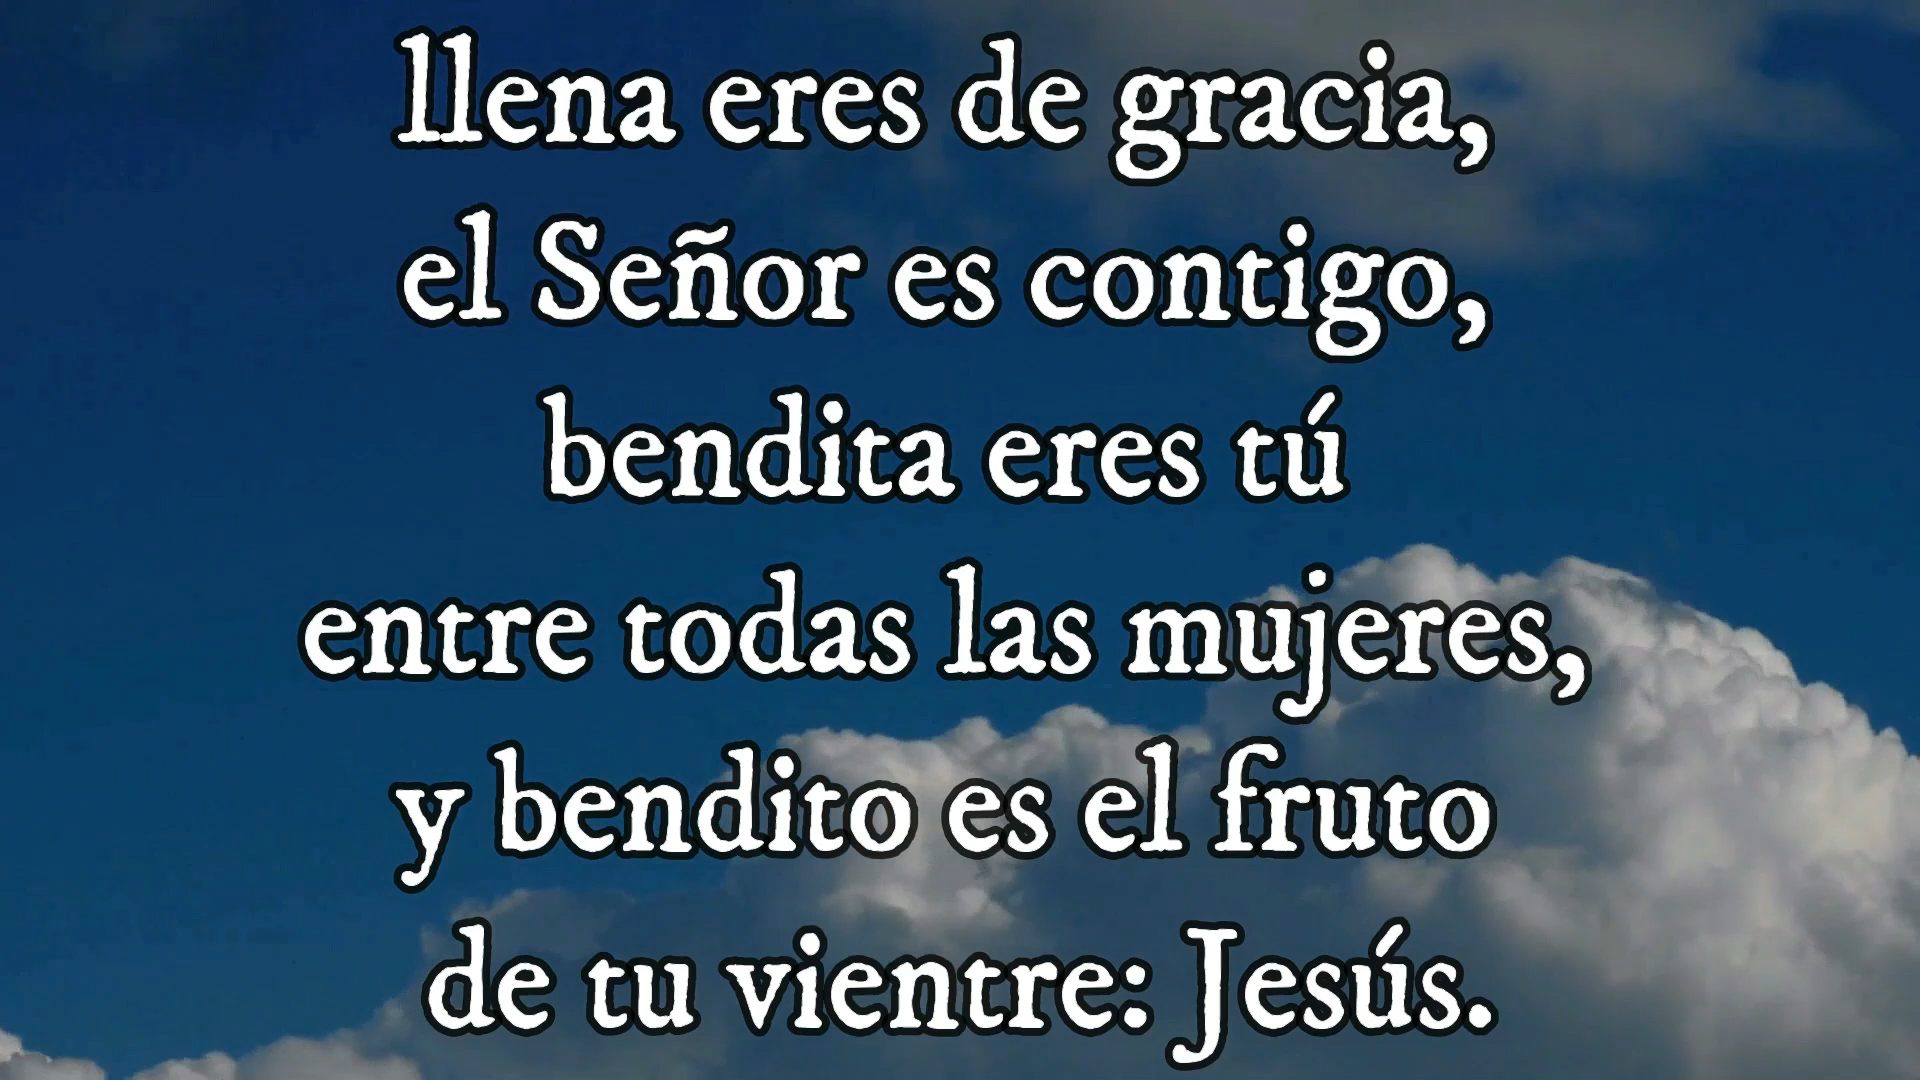 llena eres de gracia,
el Señor es contigo,
bendita eres tú
entre todas las mujeres,
y bendito es el fruto
de tu vientre: Jesús.